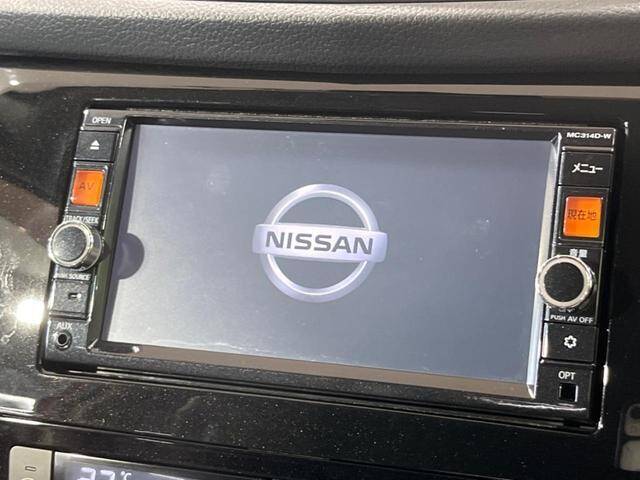 OPEN
MC314D-W
AV
メニュー
TRACK/SEEK
現在地
音量
NISSAN
PUSH AV OFF
AUX
OPT
27℃